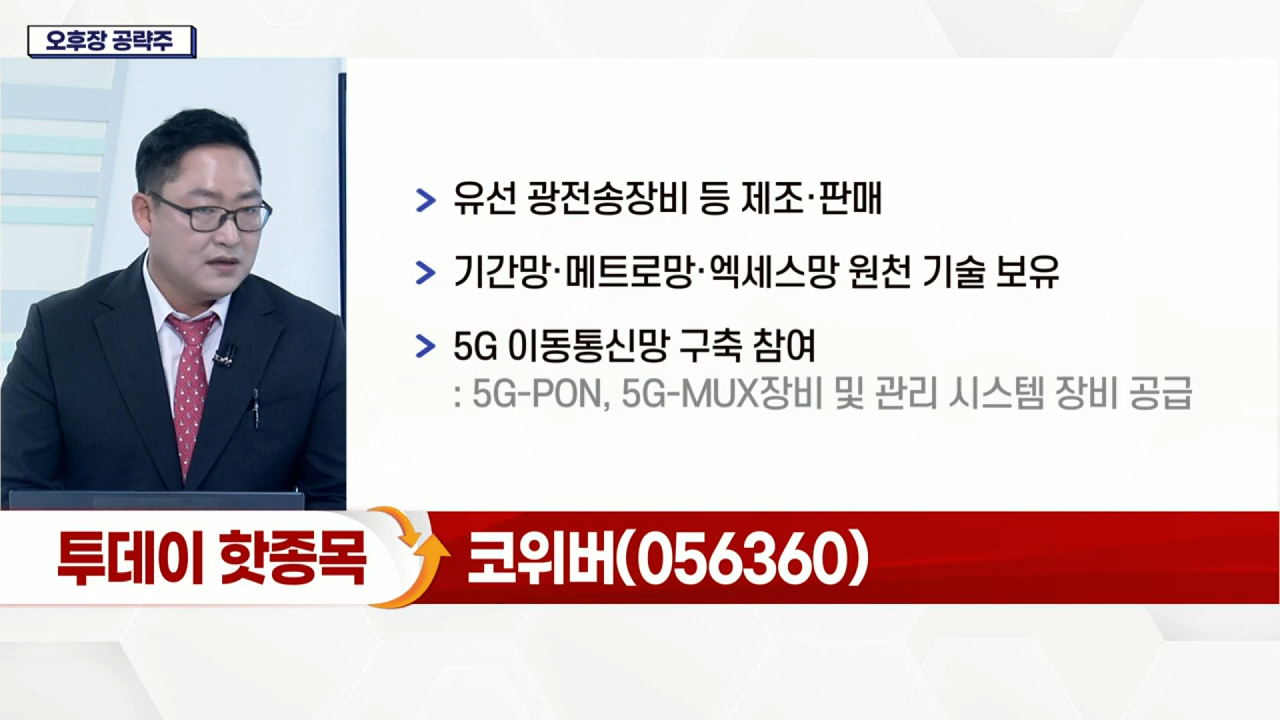 오후장 공략주
> 유선 광전송장비 등 제조·판매
> 기간망·메트로망·엑세스망 원천 기술 보유
> 5G 이동통신망 구축 참여
: 5G-PON, 5G-MUX장비 및 관리 시스템 장비 공급
투데이 핫종목
코위버(056360)